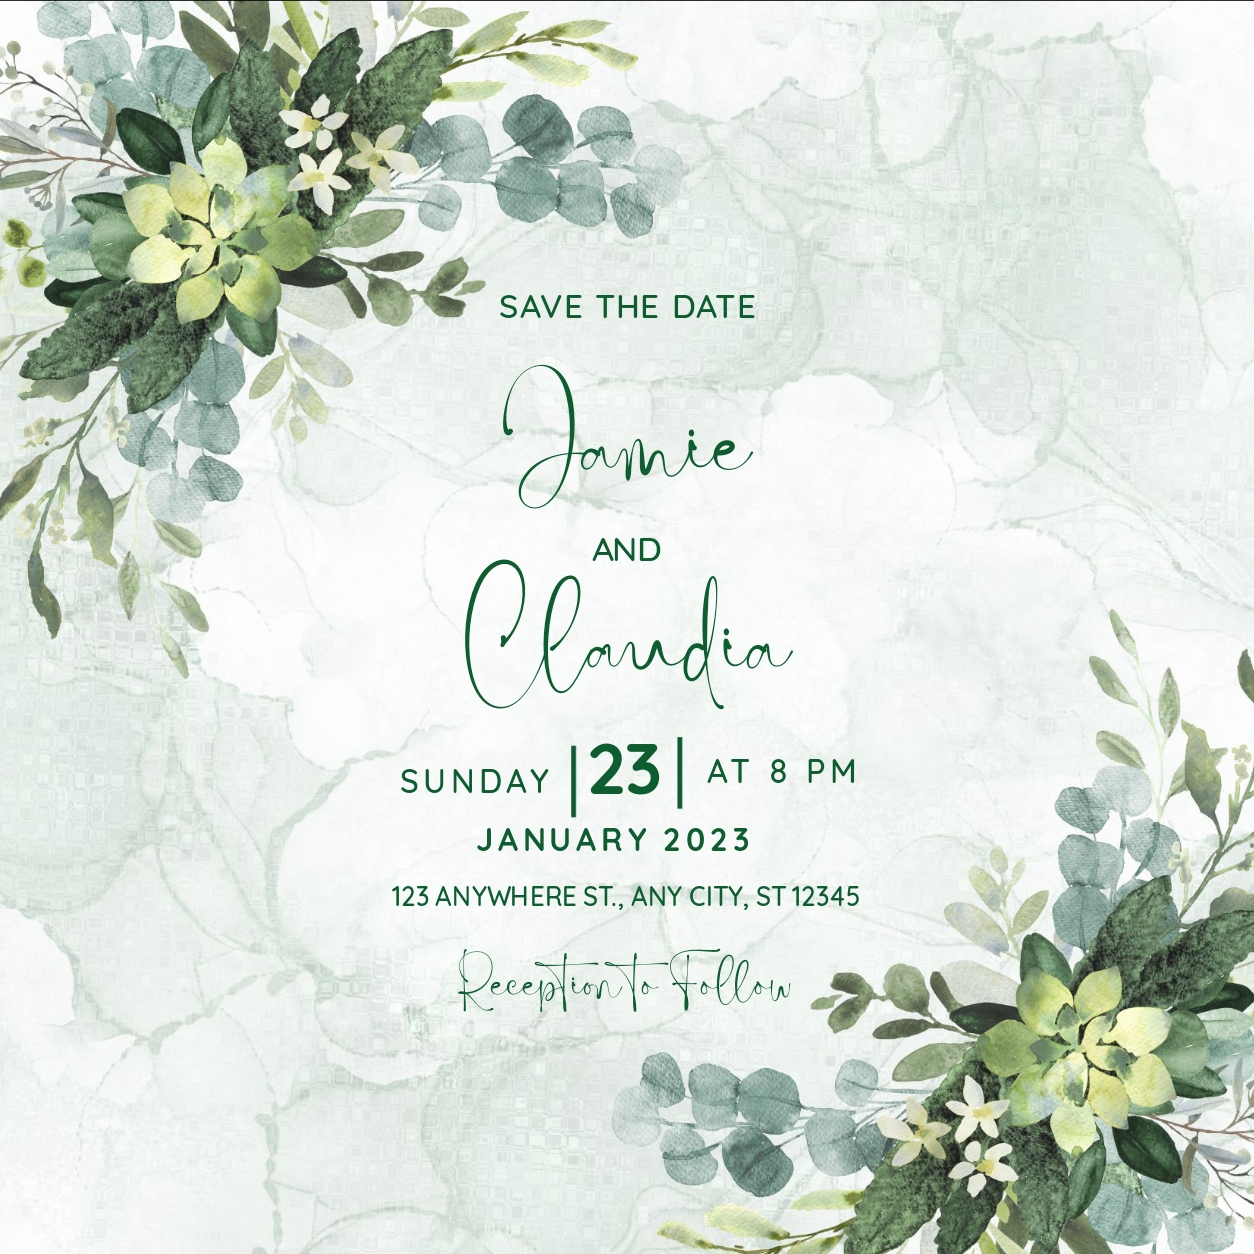 SAVE THE DATE
Jamie
AND
Claudia
SUNDAY | 23 | AT 8 PM
JANUARY 2023
123 ANYWHERE ST., ANY CITY, ST 12345
Reception to Follow